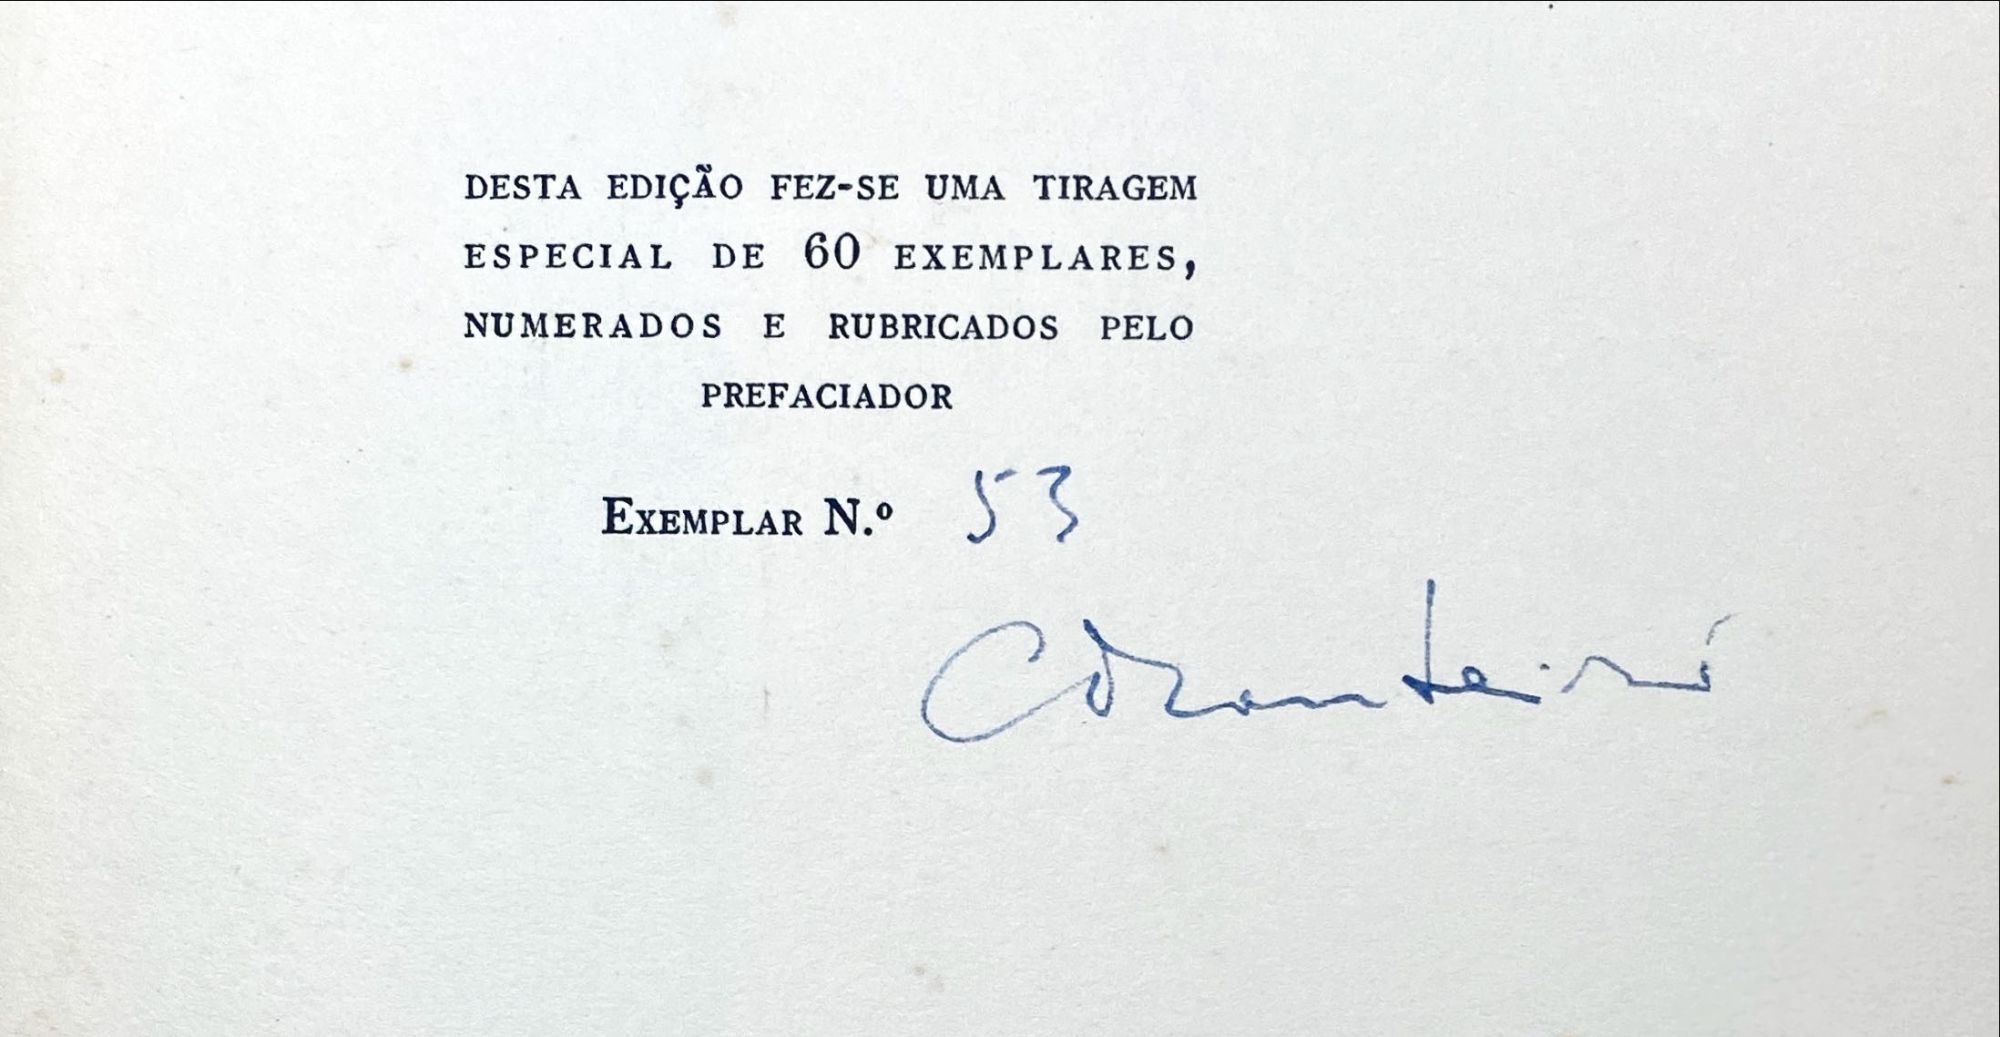 DESTA EDIÇÃO FEZ-SE UMA TIRAGEM
ESPECIAL DE 60 EXEMPLARES,
NUMERADOS E RUBRICADOS PELO
PREFACIADOR
EXEMPLAR N.º 53